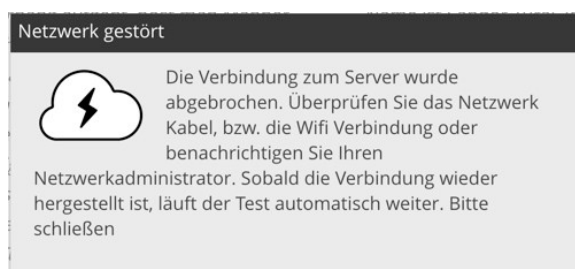 Netzwerk gestört
Die Verbindung zum Server wurde
abgebrochen. Überprüfen Sie das Netzwerk
Kabel, bzw. die Wifi Verbindung oder
benachrichtigen Sie Ihren
Netzwerkadministrator. Sobald die Verbindung wieder
hergestellt ist, läuft der Test automatisch weiter. Bitte
schließen